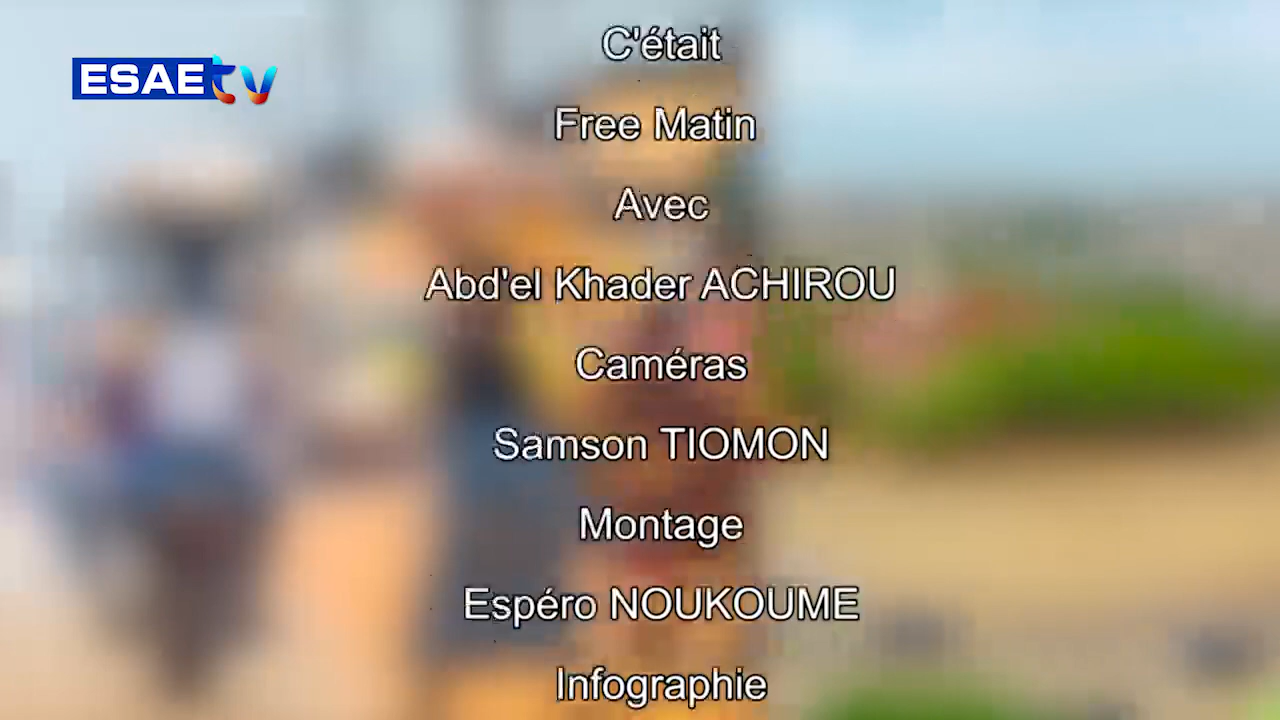 ESAE tv
C'était
Free Matin
Avec
Abd'el Khader ACHIROU
Caméras
Samson TIOMON
Montage
Espéro NOUKOUME
Infographie